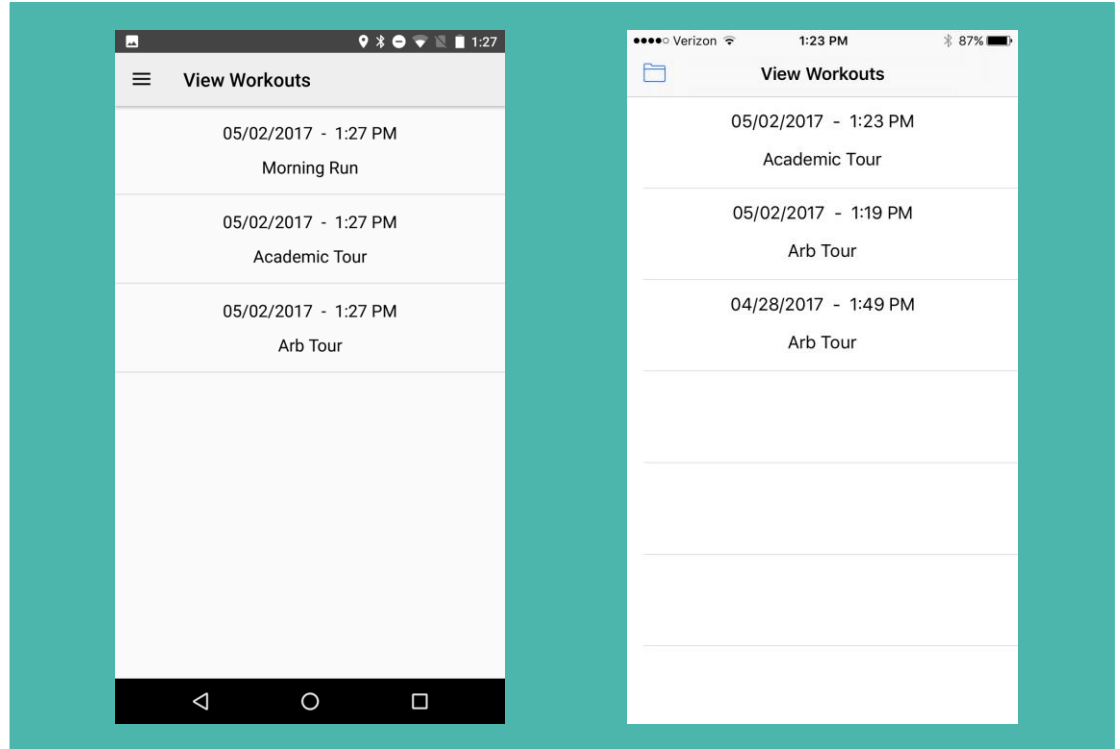 1:27
View Workouts
05/02/2017 - 1:27 PM
Morning Run
05/02/2017 - 1:27 PM
Academic Tour
05/02/2017 - 1:27 PM
Arb Tour
Verizon 1:23 PM 87%
View Workouts
05/02/2017 - 1:23 PM
Academic Tour
05/02/2017 - 1:19 PM
Arb Tour
04/28/2017 - 1:49 PM
Arb Tour